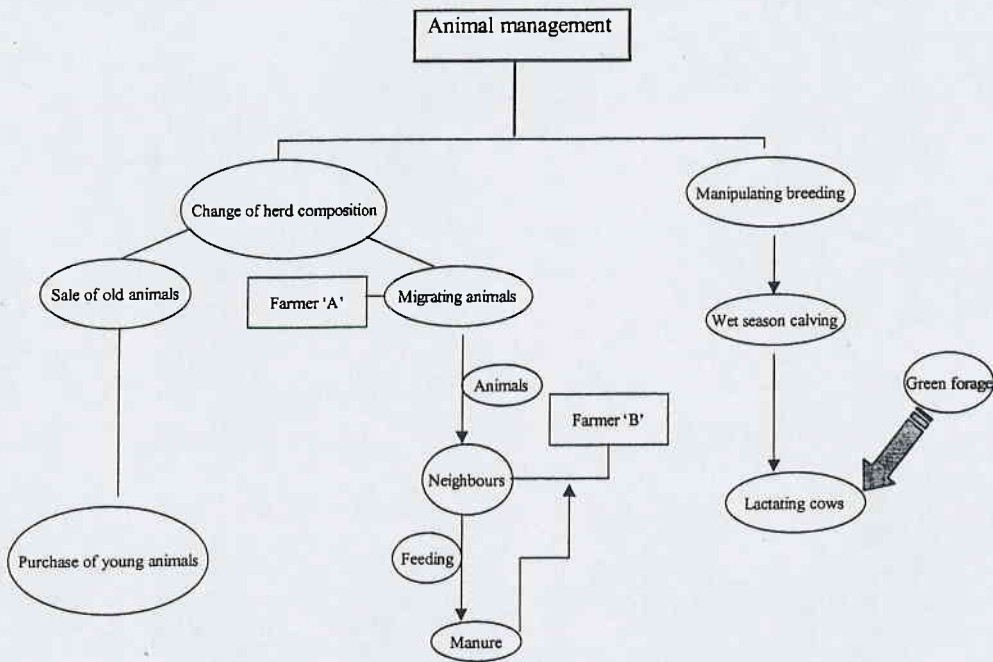 Animal management
Change of herd composition
Manipulating breeding
Sale of old animals
Farmer 'A'
Migrating animals
Wet season calving
Green forage
Animals
Farmer 'B'
Neighbours
Lactating cows
Purchase of young animals
Feeding
Manure